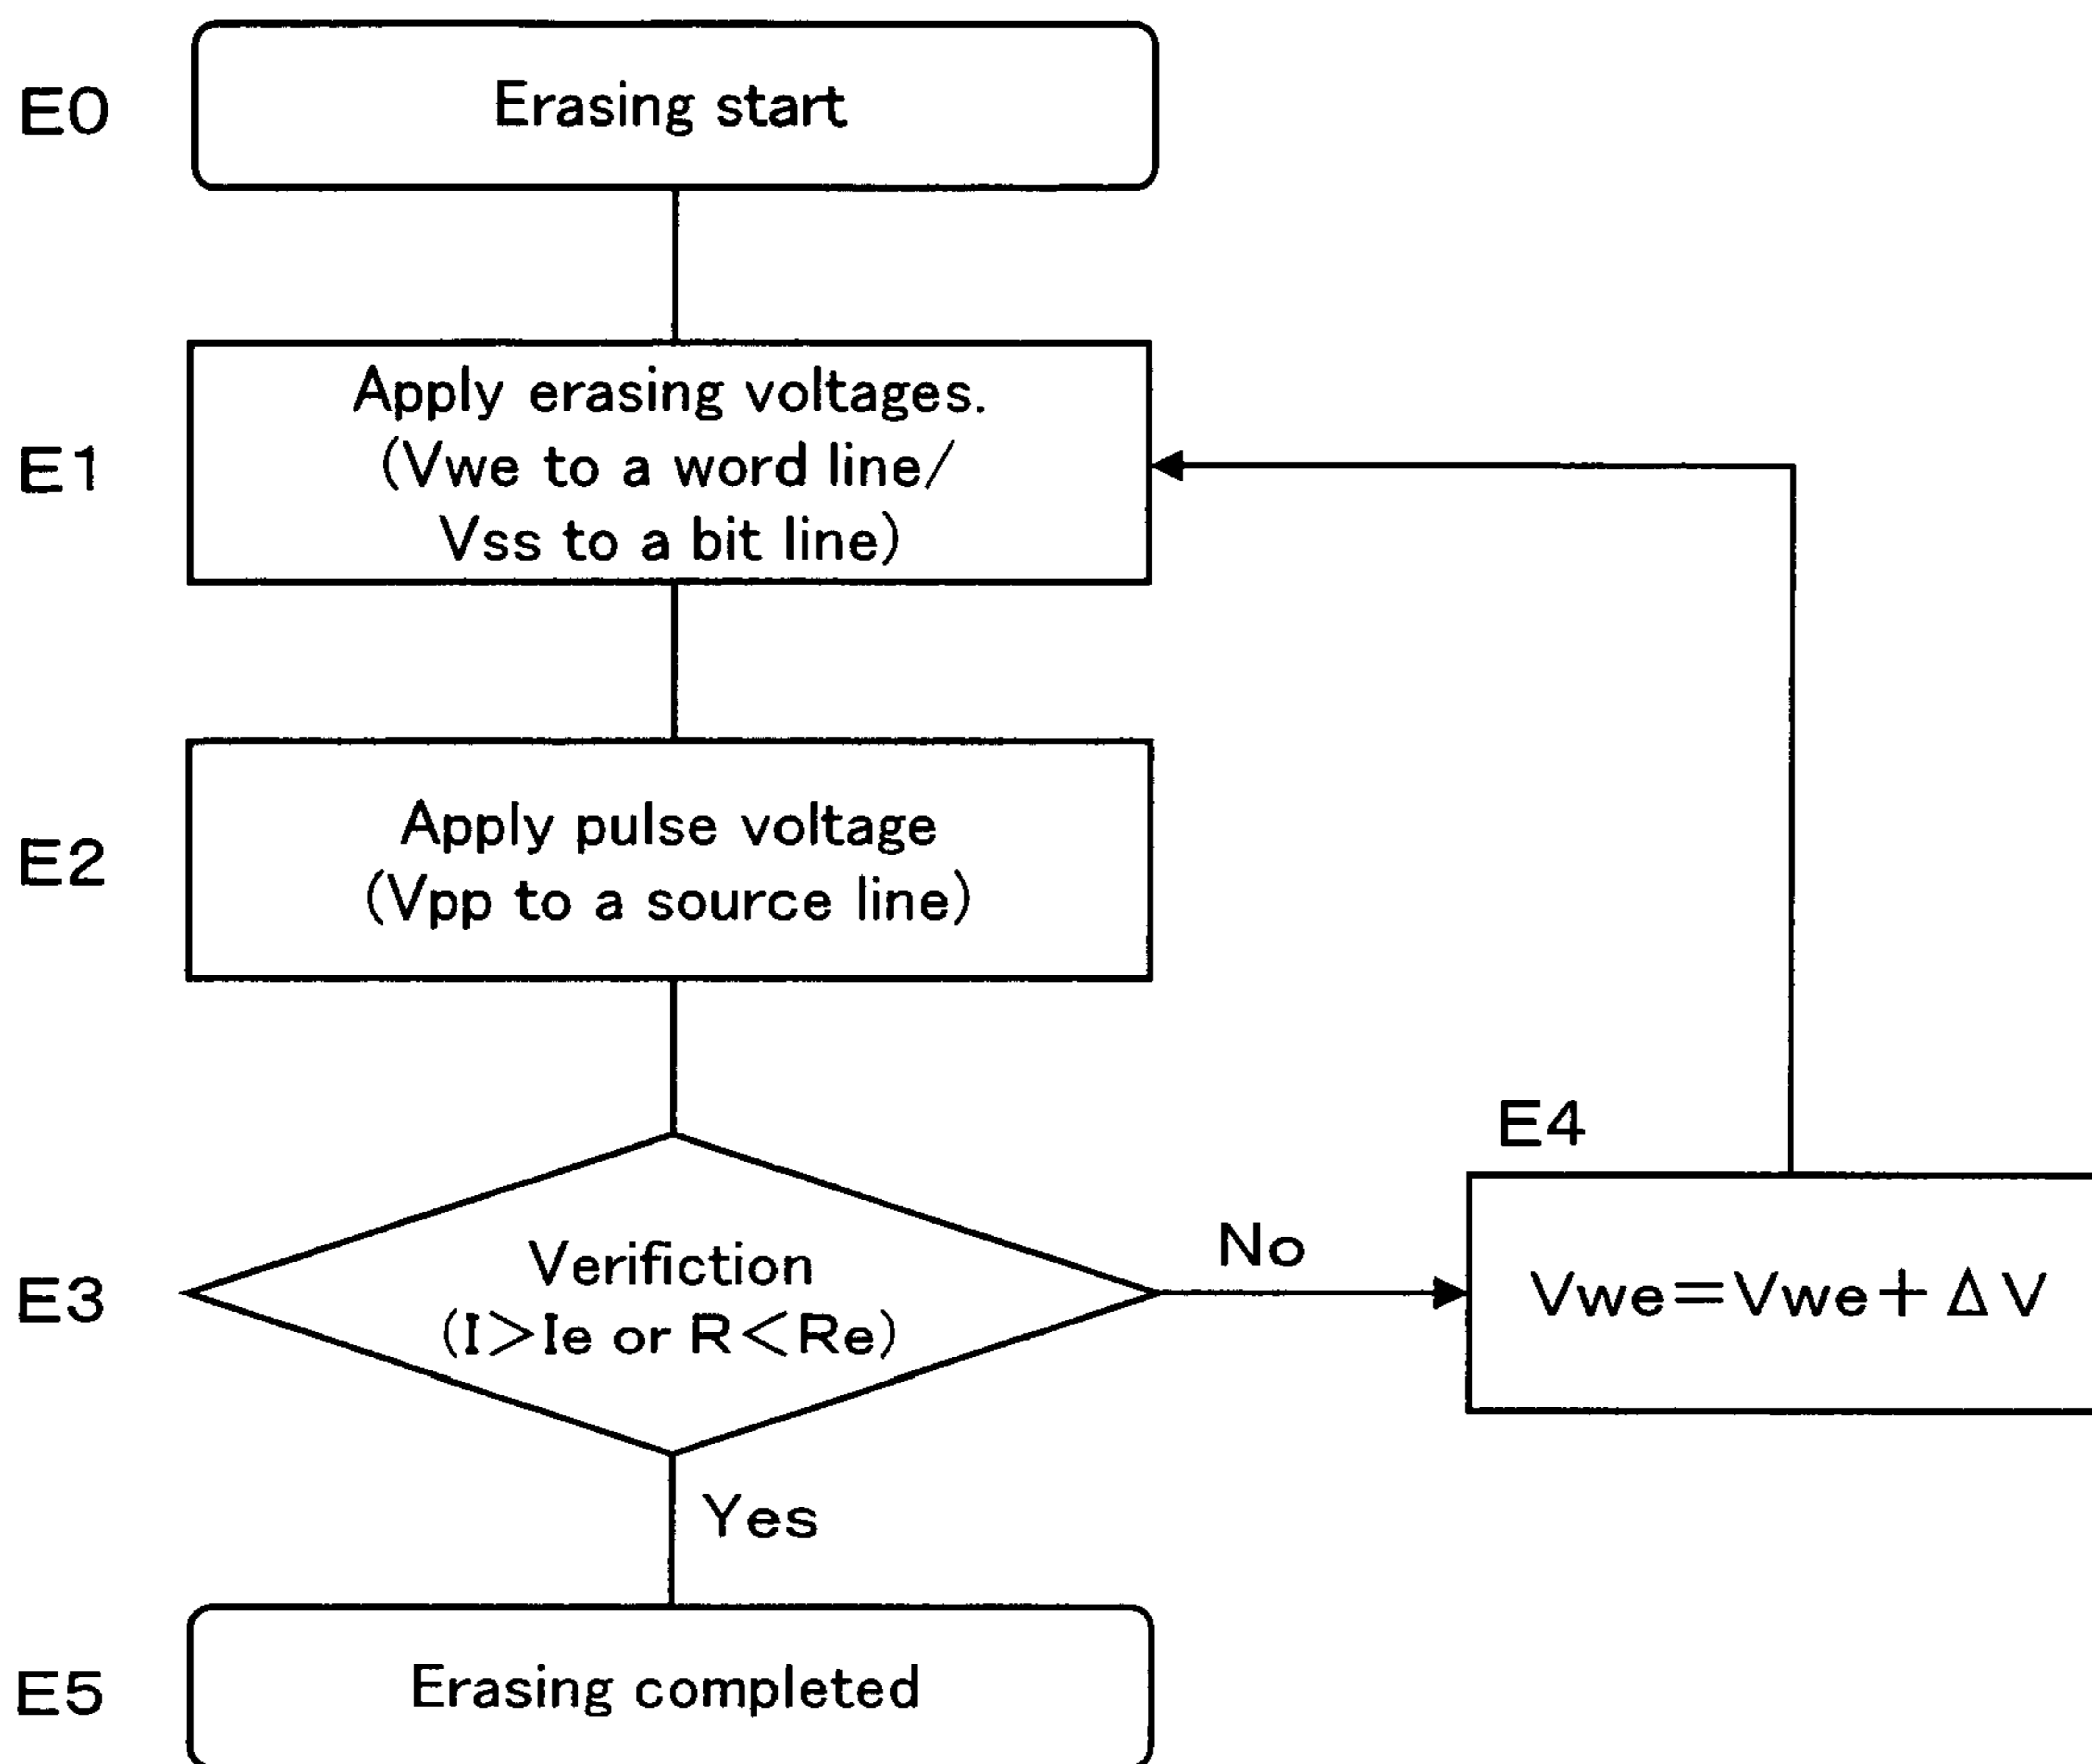 E0
Erasing start
E1
Apply erasing voltages.
(Vwe to a word line/
Vss to a bit line)
E2
Apply pulse voltage
(Vpp to a source line)
E3
Verifiction
(I>Ie or R<Re)
No
E4
Vwe=Vwe+ΔV
Yes
E5
Erasing completed